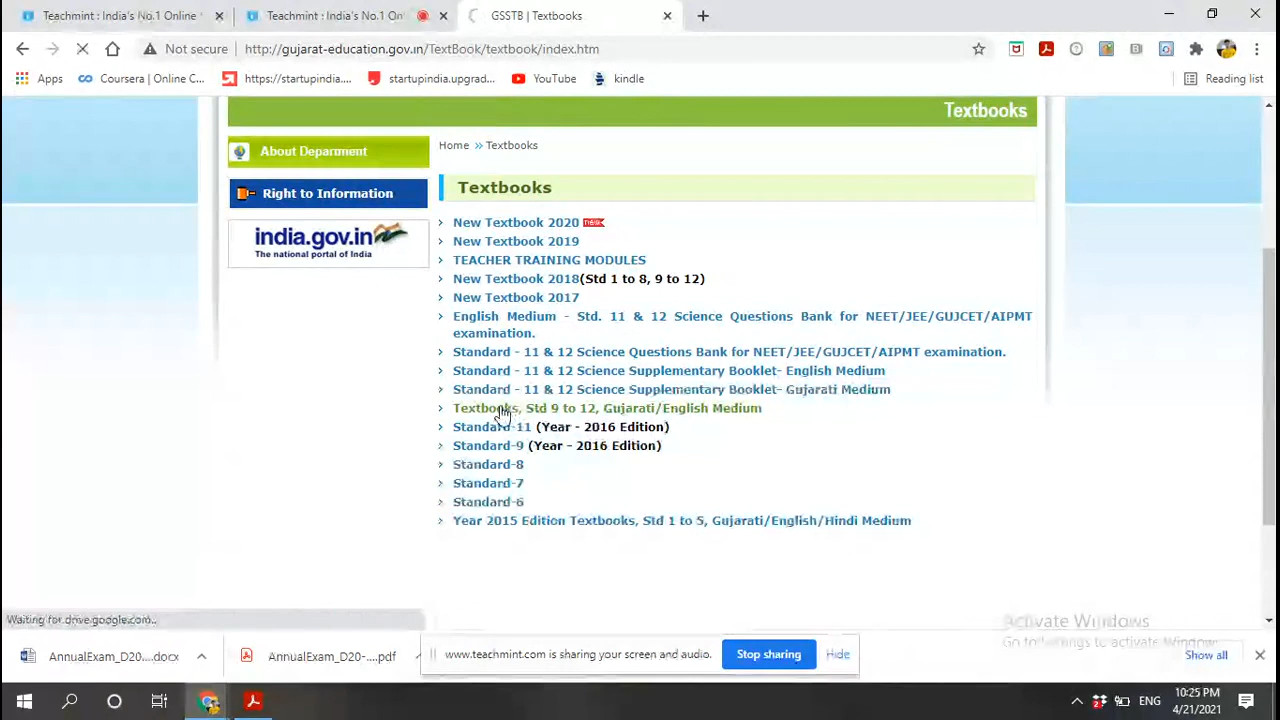 Teachmint : India's No.1 Online
Teachmint : India's No.1 On
GSSTB | Textbooks
Not secure
http://gujarat-education.gov.in/TextBook/textbook/index.htm
Apps
Coursera | Online C...
https://startupindia....
startupindia.upgrad...
YouTube
kindle
Reading list
Textbooks
About Department
Right to Information
india.gov.in
The national portal of India
Home » Textbooks
Textbooks
New Textbook 2020 new
New Textbook 2019
TEACHER TRAINING MODULES
New Textbook 2018(Std 1 to 8, 9 to 12)
New Textbook 2017
English Medium - Std. 11 & 12 Science Questions Bank for NEET/JEE/GUJCET/AIPMT
examination.
Standard - 11 & 12 Science Questions Bank for NEET/JEE/GUJCET/AIPMT examination.
Standard - 11 & 12 Science Supplementary Booklet- English Medium
Standard - 11 & 12 Science Supplementary Booklet- Gujarati Medium
Textbooks, Std 9 to 12, Gujarati/English Medium
Standard-11 (Year - 2016 Edition)
Standard-9 (Year - 2016 Edition)
Standard-8
Standard-7
Standard-6
Year 2015 Edition Textbooks, Std 1 to 5, Gujarati/English/Hindi Medium
Waiting for drive.google.com...
Activate Windows
Go to Settings to activate Windows.
AnnualExam_D20....docx
AnnualExam_D20-....pdf
www.teachmint.com is sharing your screen and audio.
Stop sharing
Hide
Show all
ENG
10:25 PM
4/21/2021